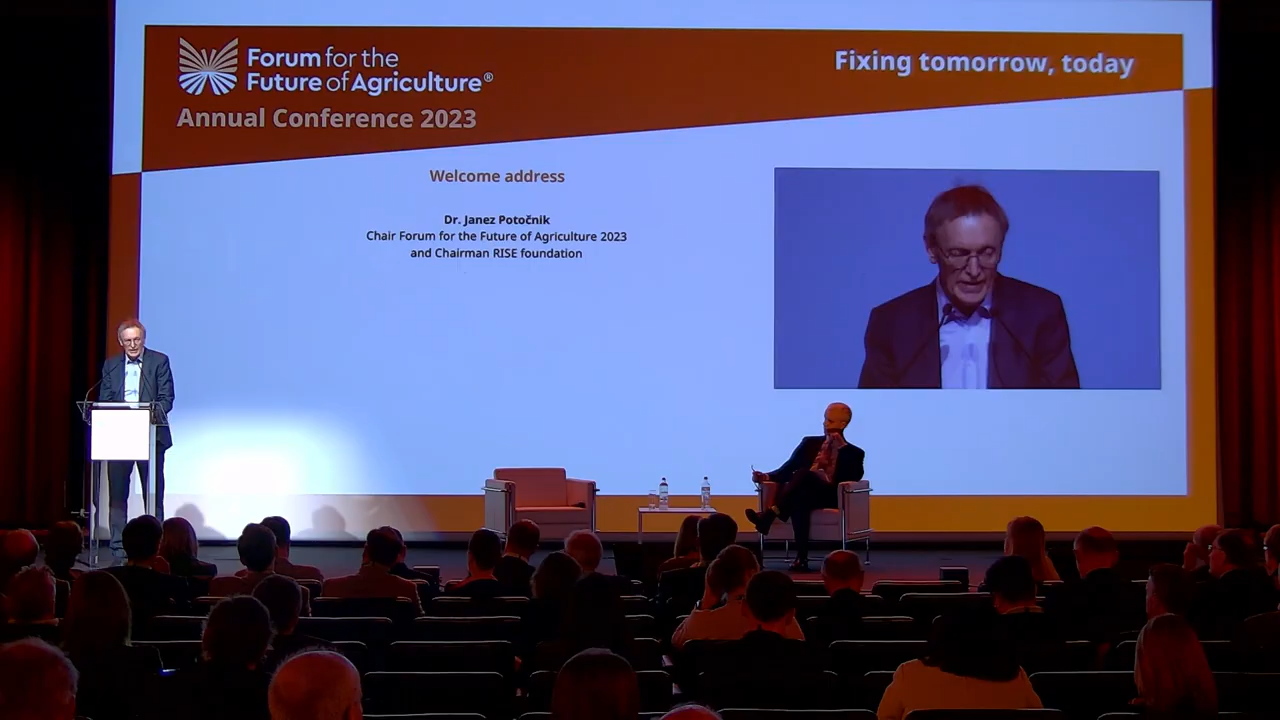 Forum for the
Future of Agriculture®
Annual Conference 2023
Fixing tomorrow, today
Welcome address
Dr. Janez Potočnik
Chair Forum for the Future of Agriculture 2023
and Chairman RISE foundation